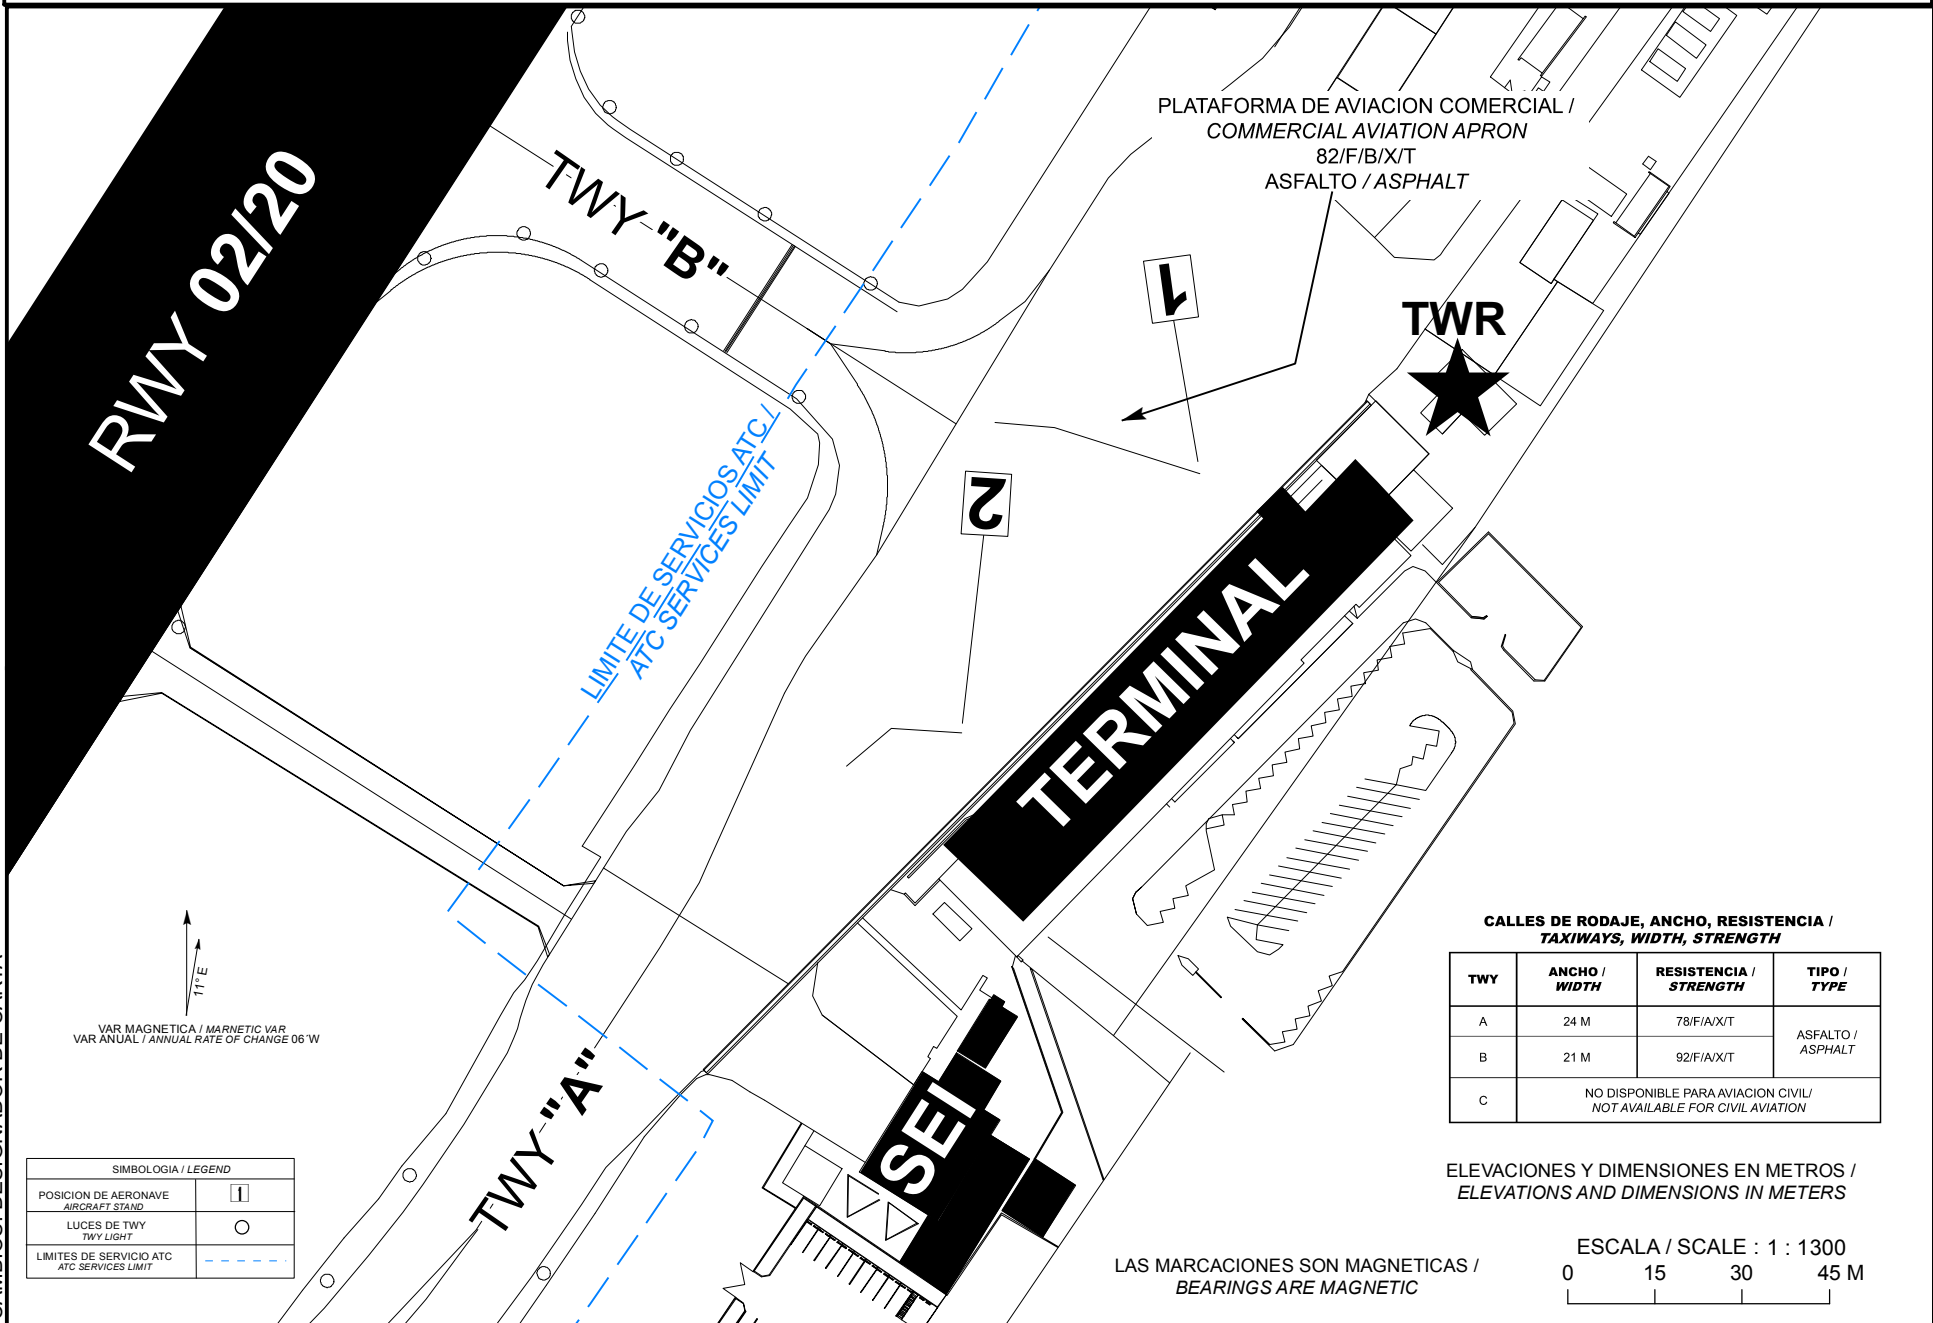 PLATAFORMA DE AVIACION COMERCIAL /
COMMERCIAL AVIATION APRON
82/F/B/X/T
ASFALTO / ASPHALT
RWY 02/20
TWY "B"
1
TWR
2
LIMITE DE SERVICIOS ATC /
ATC SERVICES LIMIT
TERMINAL
SEI
TWY "A"
11° E
VAR MAGNETICA / MARNETIC VAR
VAR ANUAL / ANNUAL RATE OF CHANGE 06´W
SIMBOLOGIA / LEGEND
POSICION DE AERONAVE
AIRCRAFT STAND
1
LUCES DE TWY
TWY LIGHT
LIMITES DE SERVICIO ATC
ATC SERVICES LIMIT
CALLES DE RODAJE, ANCHO, RESISTENCIA /
TAXIWAYS, WIDTH, STRENGTH
TWY ANCHO / WIDTH RESISTENCIA / STRENGTH TIPO / TYPE
A 24 M 78/F/A/X/T ASFALTO / ASPHALT
B 21 M 92/F/A/X/T
C NO DISPONIBLE PARA AVIACION CIVIL/
NOT AVAILABLE FOR CIVIL AVIATION
ELEVACIONES Y DIMENSIONES EN METROS /
ELEVATIONS AND DIMENSIONS IN METERS
LAS MARCACIONES SON MAGNETICAS /
BEARINGS ARE MAGNETIC
ESCALA / SCALE : 1 : 1300
0 15 30 45 M